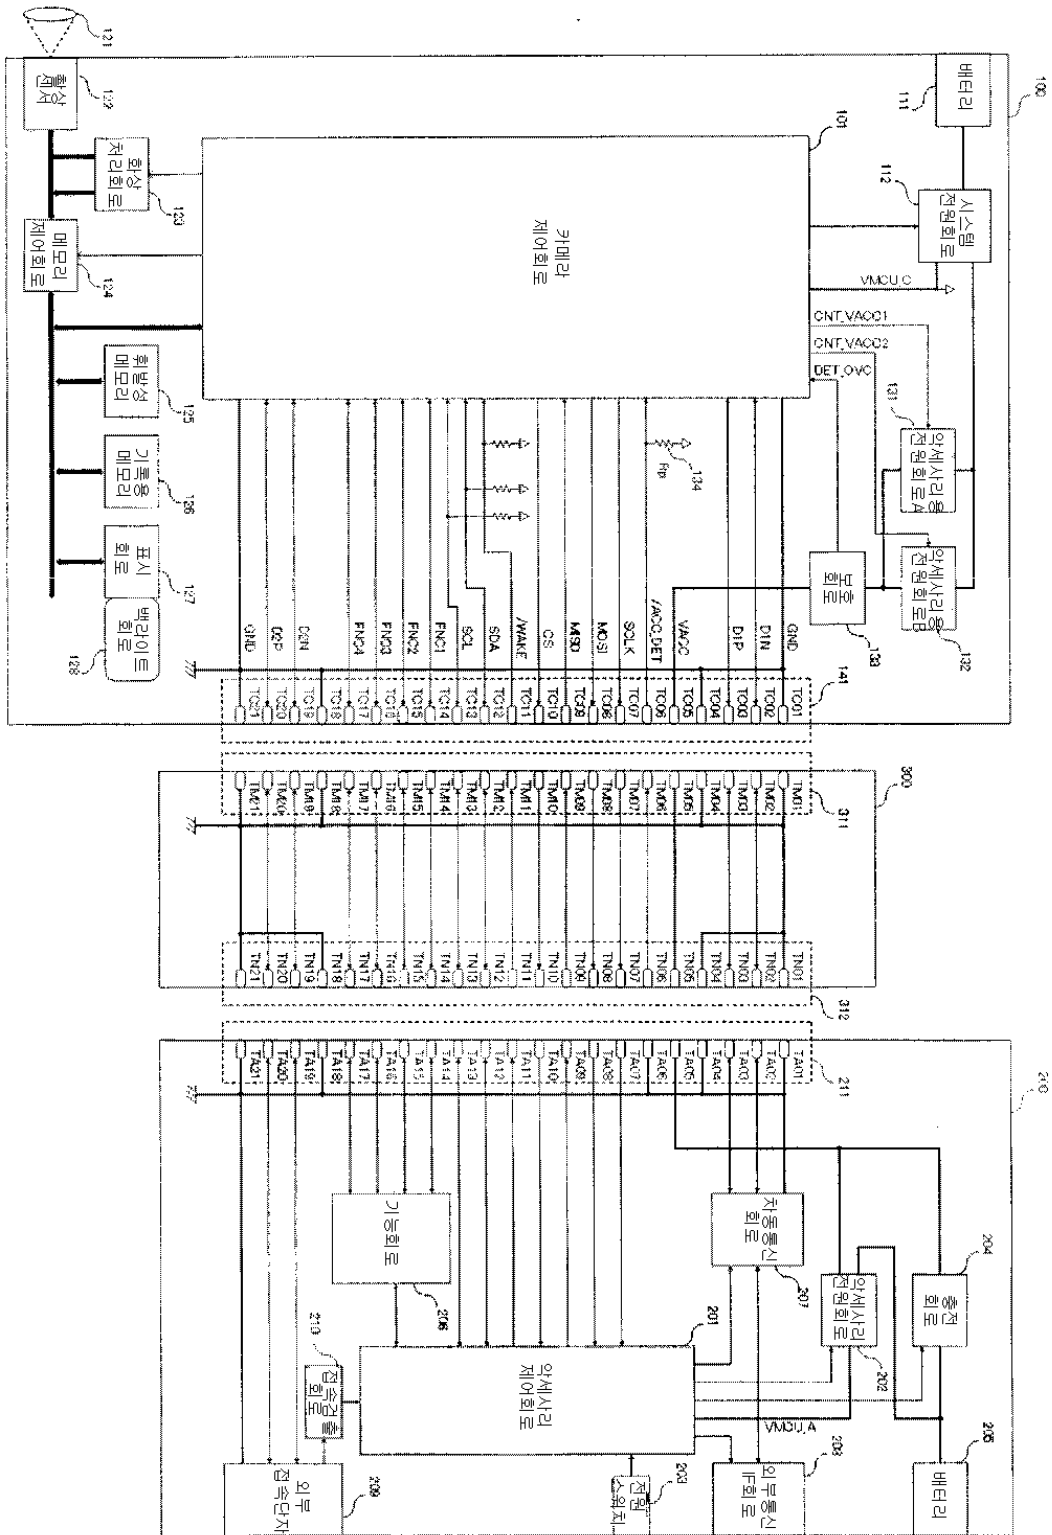 100
배터리
111
112
시스템
전원회로
101
카메라
제어회로
VMCU_C
CNT_VACC1
CNT_VACC2
DET_OVC
131
악세사리용
전원회로A
악세사리용
전원회로B
132
보호
회로
133
134
Rp
121
촬상
센서
122
화상
처리회로
123
메모리
제어회로
124
휘발성
메모리
125
기록용
메모리
126
표시
회로
127
백라이트
회로
128
GND
D1N
D1P
VACC
/ACC_DET
SCLK
MOSI
MISO
CS
/WAKE
SDA
SCL
FNC1
FNC2
FNC3
FNC4
D2N
D2P
GND
TC01
TC02
TC03
TC04
TC05
TC06
TC07
TC08
TC09
TC10
TC11
TC12
TC13
TC14
TC15
TC16
TC17
TC18
TC19
TC20
TC21
141
300
311
TM01
TM02
TM03
TM04
TM05
TM06
TM07
TM08
TM09
TM10
TM11
TM12
TM13
TM14
TM15
TM16
TM17
TM18
TM19
TM20
TM21
TN01
TN02
TN03
TN04
TN05
TN06
TN07
TN08
TN09
TN10
TN11
TN12
TN13
TN14
TN15
TN16
TN17
TN18
TN19
TN20
TN21
312
200
211
TA01
TA02
TA03
TA04
TA05
TA06
TA07
TA08
TA09
TA10
TA11
TA12
TA13
TA14
TA15
TA16
TA17
TA18
TA19
TA20
TA21
204
충전
회로
악세사리
전원회로
202
차동통신
회로
207
기능회로
206
201
악세사리
제어회로
VMCU_A
205
배터리
208
외부통신
IF회로
203
전원
스위치
210
접속검출
회로
외부
접속단자
209